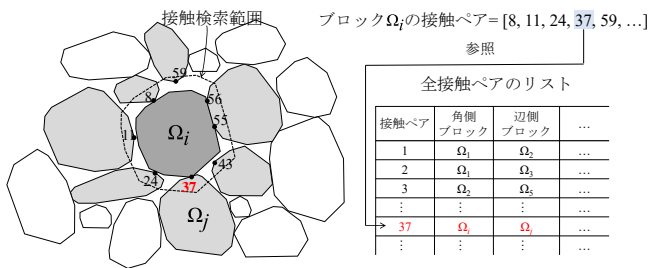 接触検索範囲
ブロックΩiの接触ペア= [8, 11, 24, 37, 59, …]
参照
全接触ペアのリスト
59
8
56
55
11
Ωi
43
24
37
Ωj
接触ペア 角側ブロック 辺側ブロック …
1 Ω1 Ω2 …
2 Ω1 Ω3 …
3 Ω2 Ω5 …
⋮ ⋮ ⋮ …
37 Ωi Ωj …
⋮ ⋮ ⋮ …